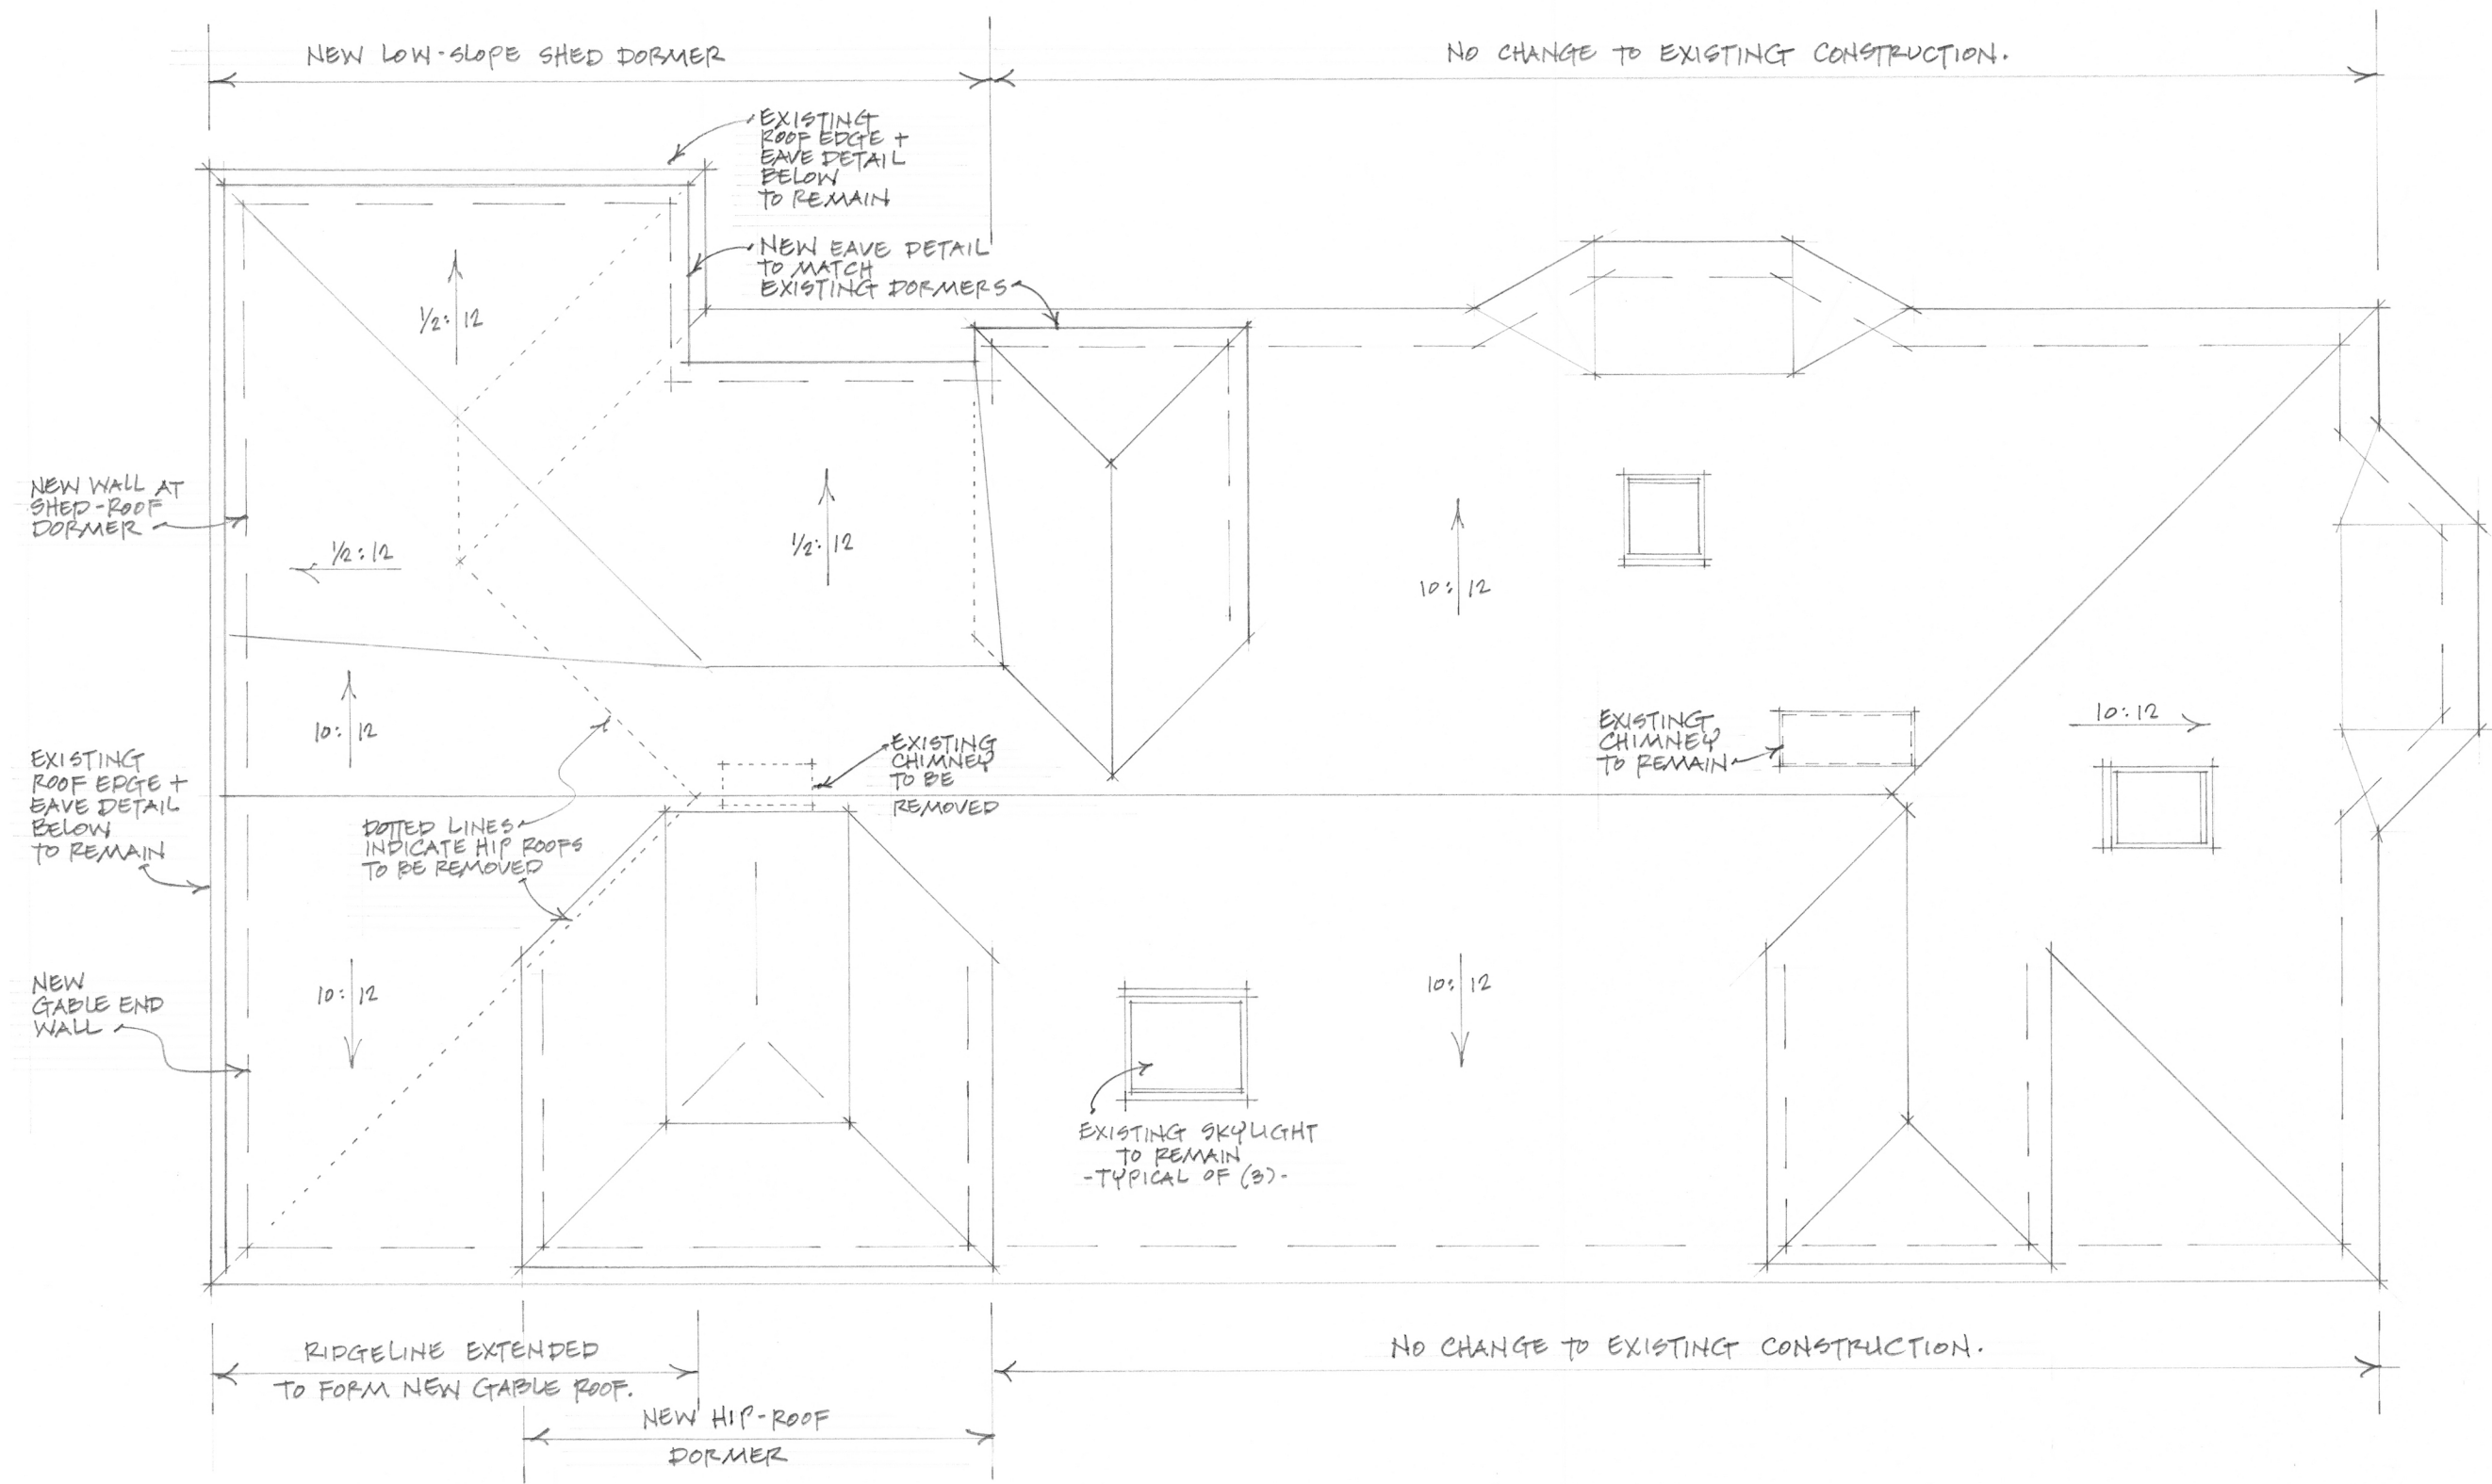 NEW LOW-SLOPE SHED DORMER
NO CHANGE TO EXISTING CONSTRUCTION.
EXISTING
ROOF EDGE +
EAVE DETAIL
BELOW
TO REMAIN
NEW EAVE DETAIL
TO MATCH
EXISTING DORMERS
1/2:12
NEW WALL AT
SHED-ROOF
DORMER
1/2:12
1/2:12
10:12
10:12
EXISTING
CHIMNEY
TO REMAIN
10:12
EXISTING
CHIMNEY
TO BE
REMOVED
EXISTING
ROOF EDGE +
EAVE DETAIL
BELOW
TO REMAIN
DOTTED LINES
INDICATE HIP ROOFS
TO BE REMOVED
NEW
GABLE END
WALL
10:12
10:12
EXISTING SKYLIGHT
TO REMAIN
-TYPICAL OF (3)-
RIDGELINE EXTENDED
TO FORM NEW GABLE ROOF.
NO CHANGE TO EXISTING CONSTRUCTION.
NEW HIP-ROOF
DORMER